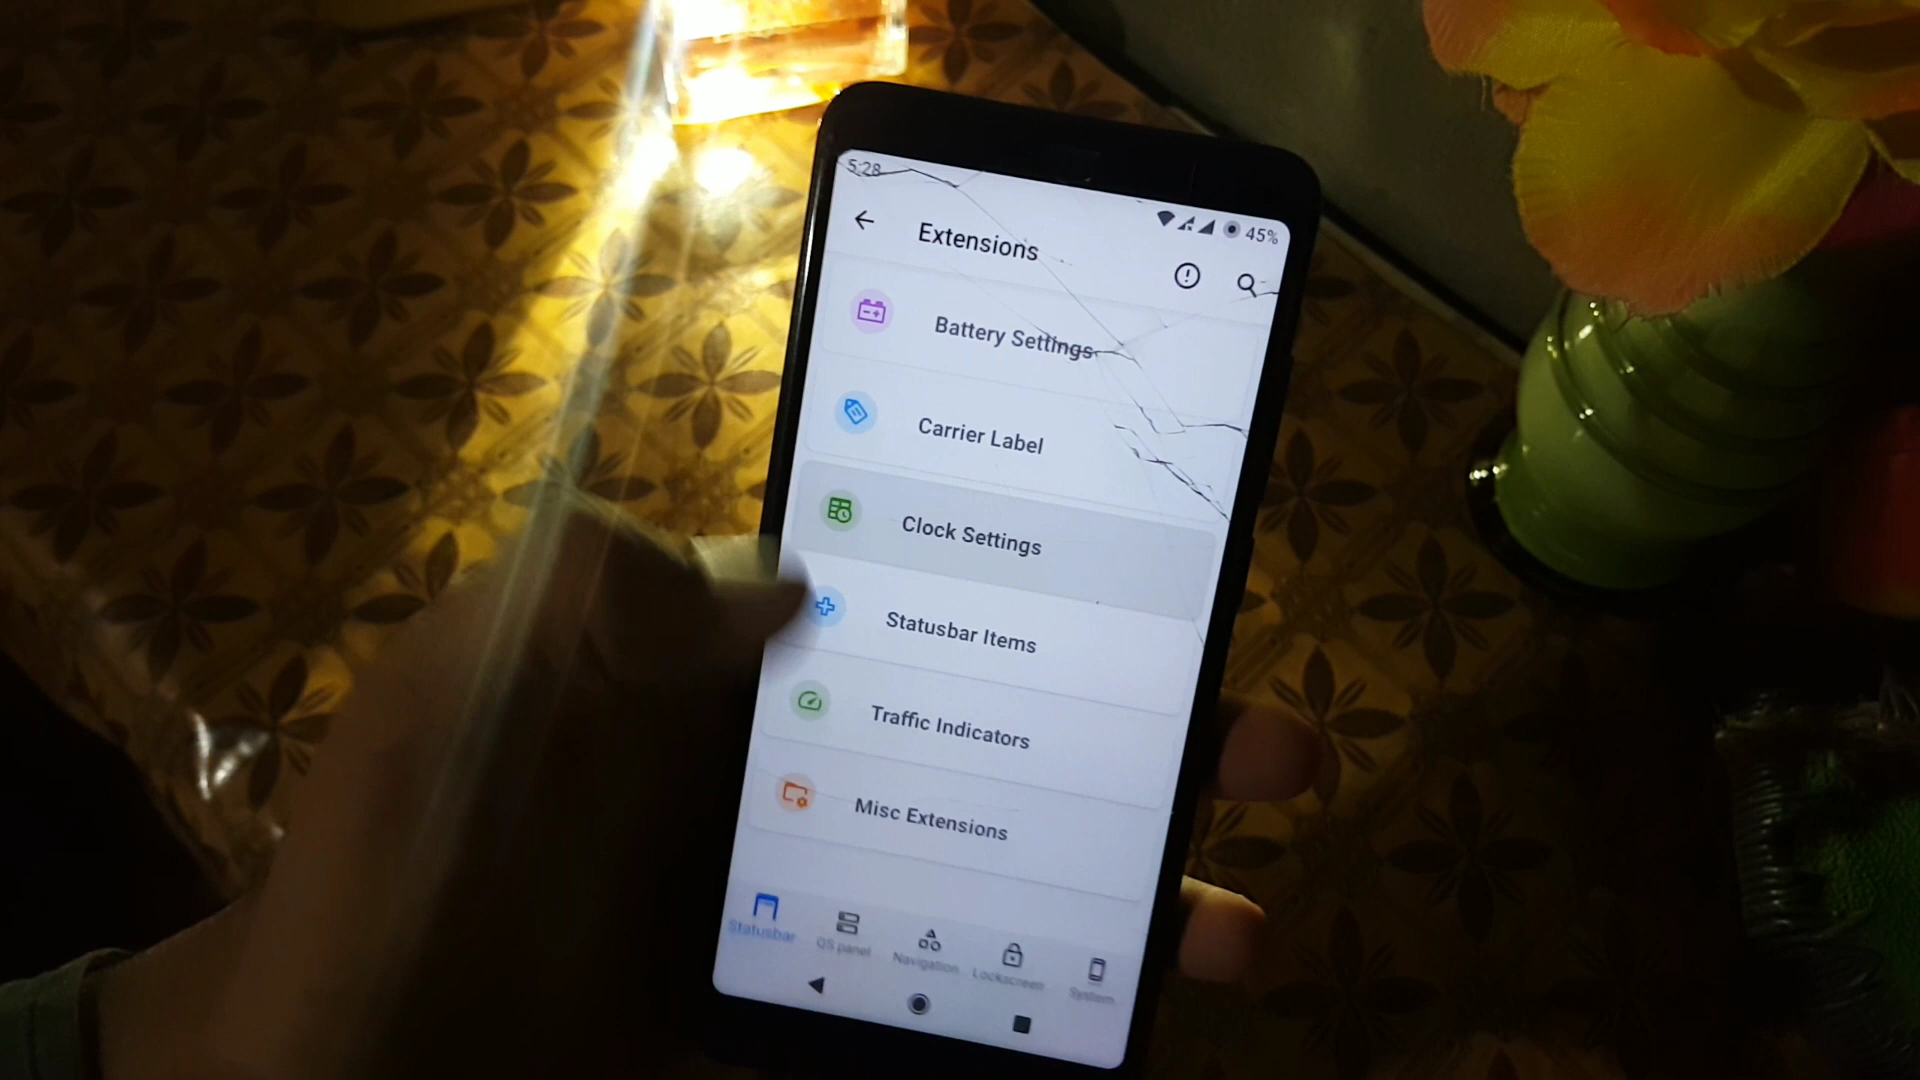 5:28
45%
Extensions
Battery Settings
Carrier Label
Clock Settings
Statusbar Items
Traffic Indicators
Misc Extensions
Statusbar
QS panel
Navigation
Lockscreen
System